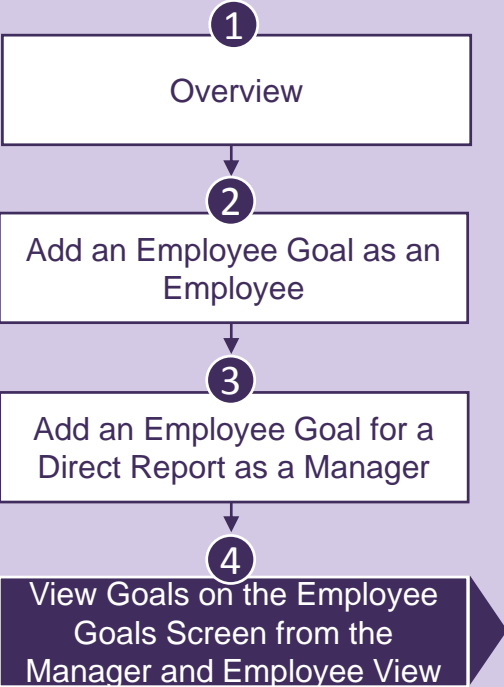 1
Overview
2
Add an Employee Goal as an
Employee
3
Add an Employee Goal for a
Direct Report as a Manager
4
View Goals on the Employee
Goals Screen from the
Manager and Employee View